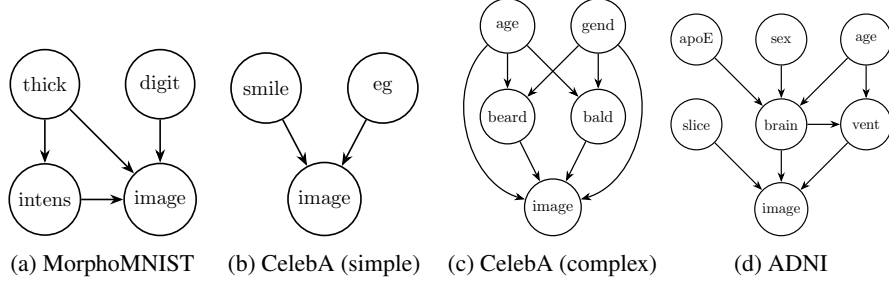 thick
digit
intens
image
(a) MorphoMNIST
smile
eg
image
(b) CelebA (simple)
age
gend
beard
bald
image
(c) CelebA (complex)
apoE
sex
age
slice
brain
vent
image
(d) ADNI